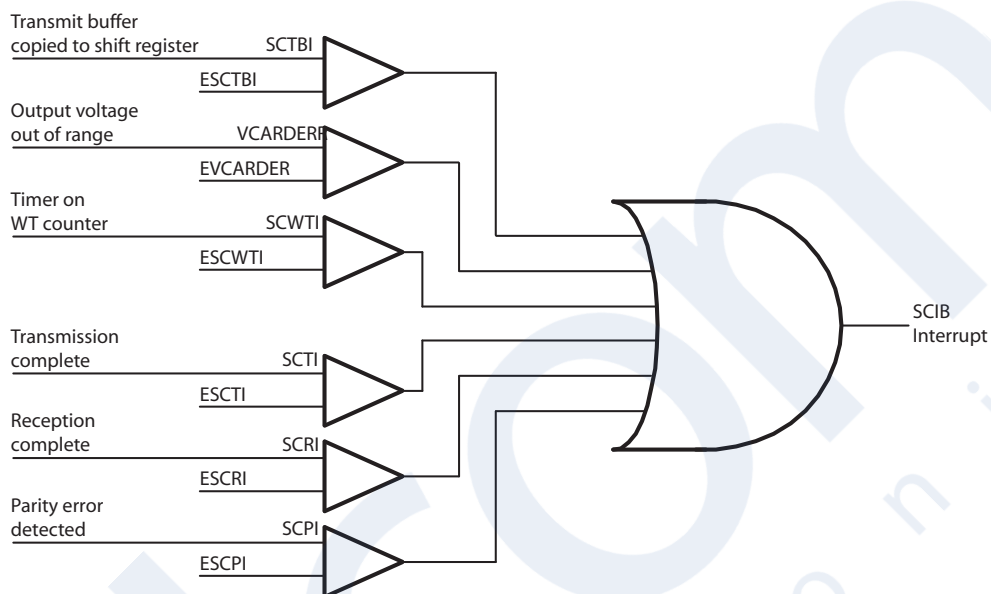 Transmit buffer
copied to shift register
SCTBI
ESCTBI
Output voltage
out of range
VCARDERR
EVCARDER
Timer on
WT counter
SCWTI
ESCWTI
Transmission
complete
SCTI
ESCTI
Reception
complete
SCRI
ESCRI
Parity error
detected
SCPI
ESCPI
SCIB
Interrupt